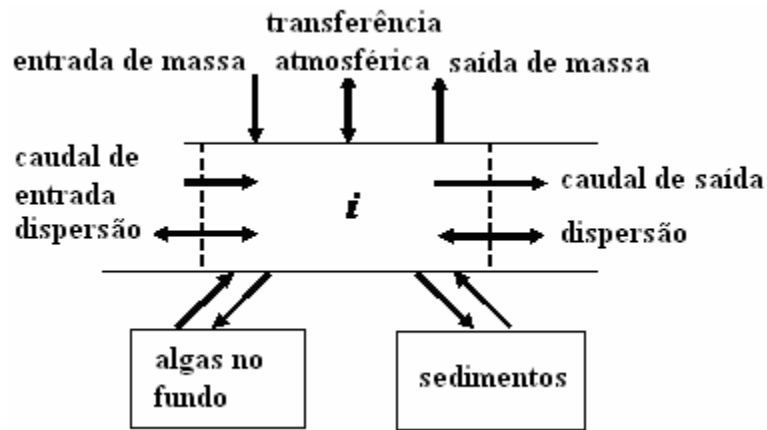 transferência
entrada de massa atmosférica saída de massa
caudal de
entrada
dispersão
i
caudal de saída
dispersão
algas no
fundo
sedimentos